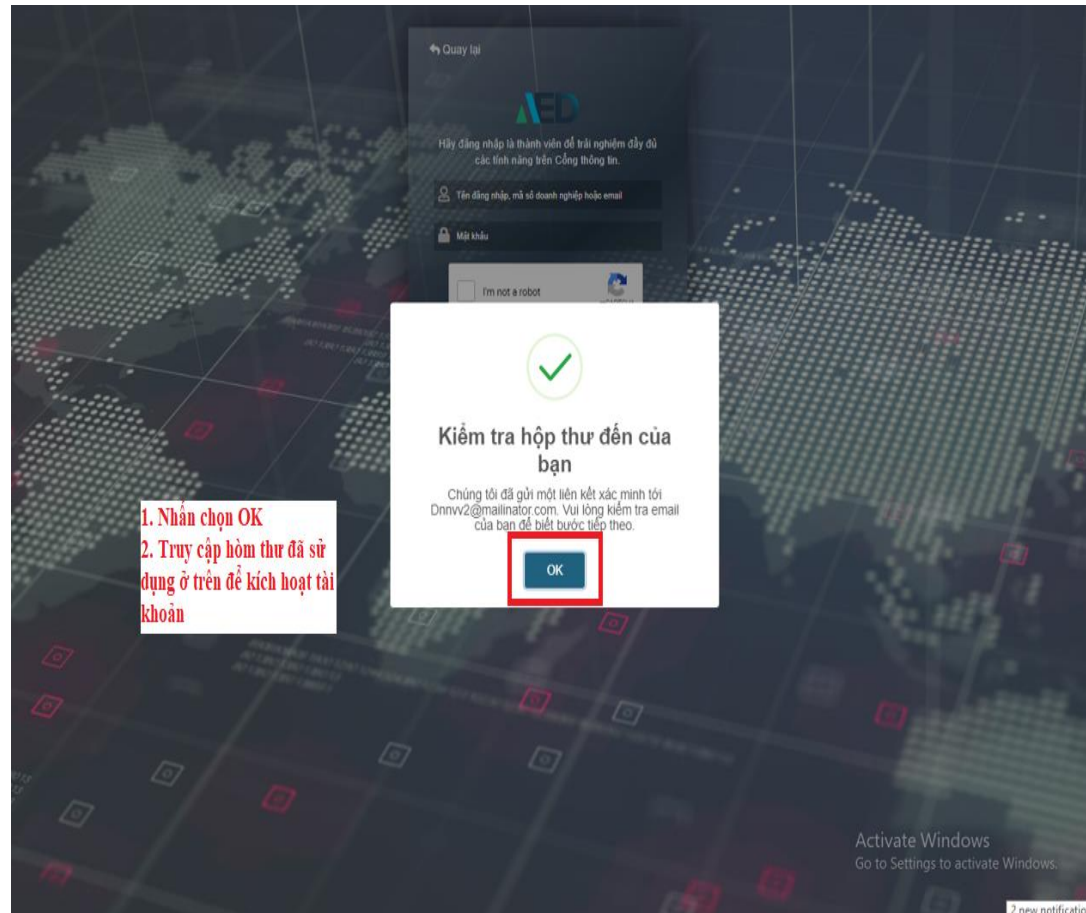 Quay lại
AED
Hãy đăng nhập là thành viên để trải nghiệm đầy đủ
các tính năng trên Cổng thông tin.
Tên đăng nhập, mã số doanh nghiệp hoặc email
Mật khẩu
I'm not a robot
Kiểm tra hộp thư đến của
bạn
Chúng tôi đã gửi một liên kết xác minh tới
Dnnvv2@mailinator.com. Vui lòng kiểm tra email
của bạn để biết bước tiếp theo.
OK
1. Nhấn chọn OK
2. Truy cập hòm thư đã sử
dụng ở trên để kích hoạt tài
khoản
Activate Windows
Go to Settings to activate Windows.
2 new notificatio